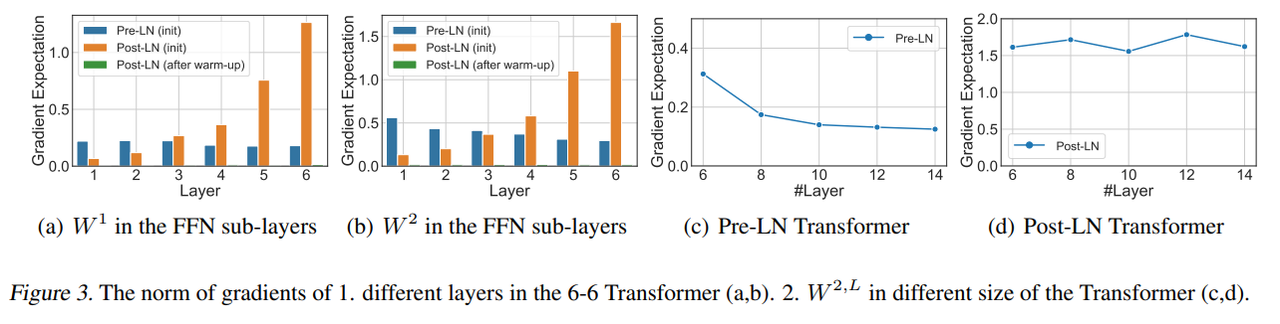 Gradient Expectation
1.0
0.5
0.0
Pre-LN (init)
Post-LN (init)
Post-LN (after warm-up)
1 2 3 4 5 6
Layer
(a) W¹ in the FFN sub-layers
Gradient Expectation
1.5
1.0
0.5
0.0
Pre-LN (init)
Post-LN (init)
Post-LN (after warm-up)
1 2 3 4 5 6
Layer
(b) W² in the FFN sub-layers
Gradient Expectation
0.4
0.2
0.0
Pre-LN
6 8 10 12 14
#Layer
(c) Pre-LN Transformer
Gradient Expectation
2.0
1.5
1.0
0.5
0.0
Post-LN
6 8 10 12 14
#Layer
(d) Post-LN Transformer
Figure 3. The norm of gradients of 1. different layers in the 6-6 Transformer (a,b). 2. W^{2,L} in different size of the Transformer (c,d).